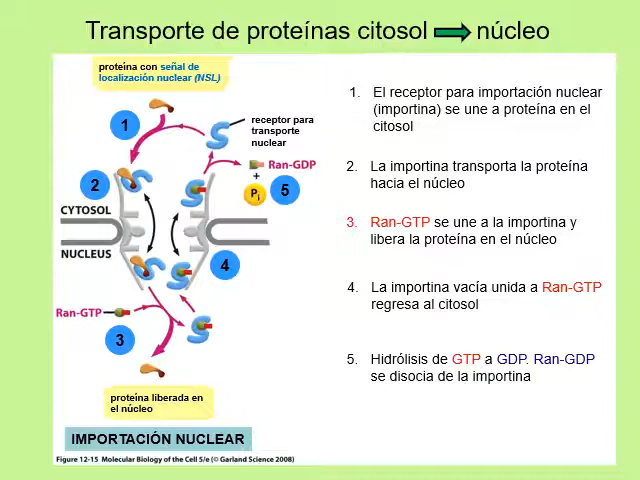 Transporte de proteínas citosol núcleo
proteína con señal de
localización nuclear (NSL)
1
receptor para
transporte
nuclear
Ran-GDP
+
Pi
5
2
CYTOSOL
NUCLEUS
4
Ran-GTP
3
proteína liberada en
el núcleo
IMPORTACIÓN NUCLEAR
Figure 12-15 Molecular Biology of the Cell 5/e (© Garland Science 2008)
1. El receptor para importación nuclear
(importina) se une a proteína en el
citosol
2. La importina transporta la proteína
hacia el núcleo
3. Ran-GTP se une a la importina y
libera la proteína en el núcleo
4. La importina vacía unida a Ran-GTP
regresa al citosol
5. Hidrólisis de GTP a GDP. Ran-GDP
se disocia de la importina